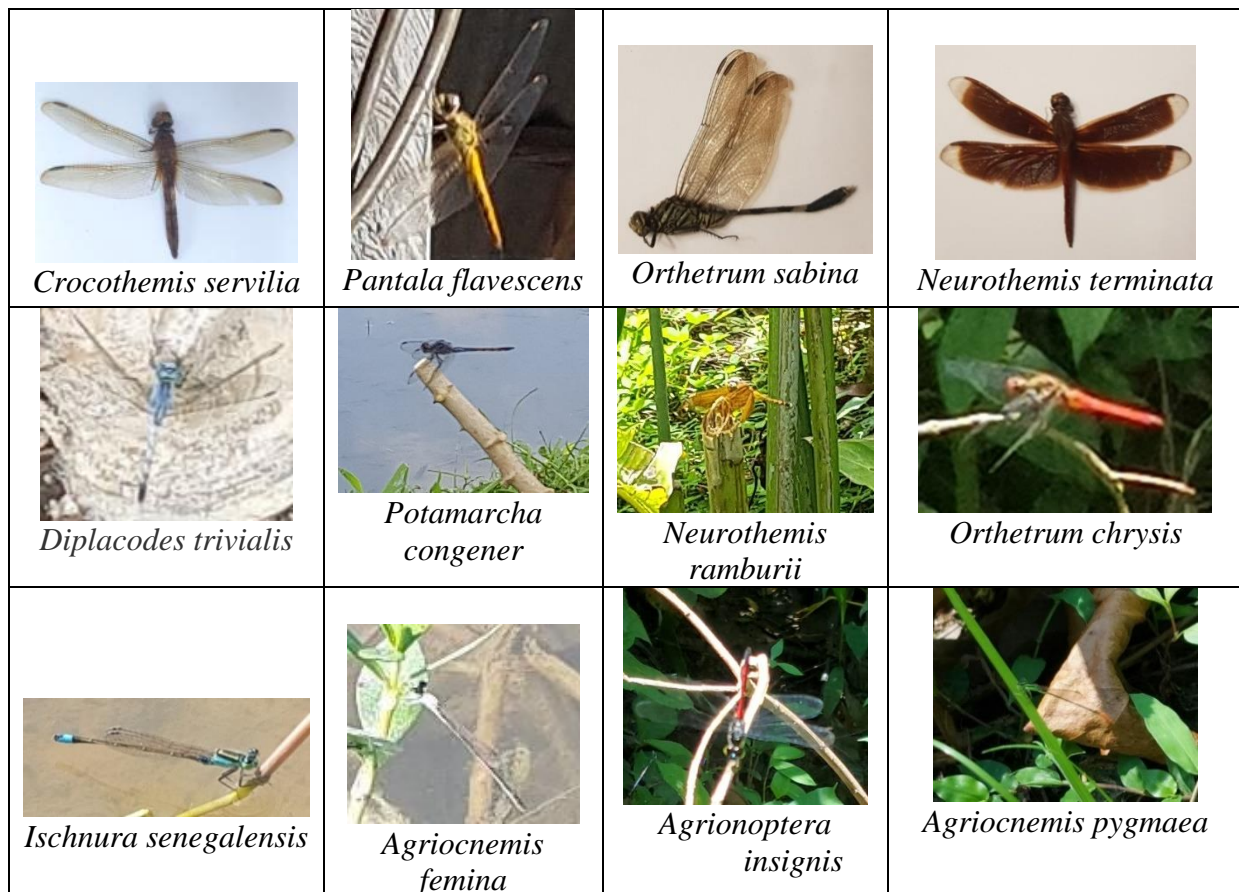 Crocothemis servilia
Pantala flavescens
Orthetrum sabina
Neurothemis terminata
Diplacodes trivialis
Potamarcha
congener
Neurothemis
ramburii
Orthetrum chrysis
Ischnura senegalensis
Agriocnemis
femina
Agrionoptera
insignis
Agriocnemis pygmaea